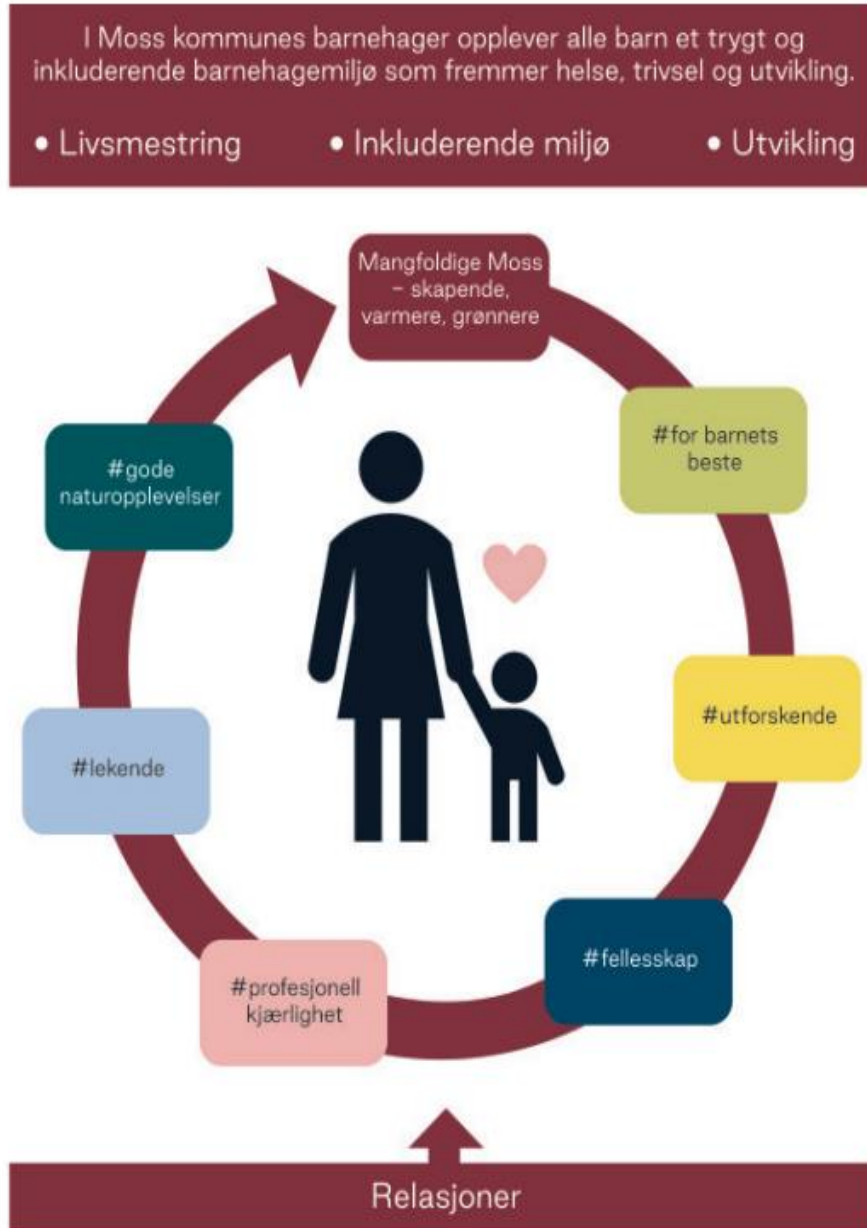 I Moss kommunes barnehager opplever alle barn et trygt og
inkluderende barnehagemiljø som fremmer helse, trivsel og utvikling.
• Livsmestring • Inkluderende miljø • Utvikling
Mangfoldige Moss
– skapende,
varmere, grønnere
#for barnets
beste
#utforskende
#fellesskap
#profesjonell
kjærlighet
#lekende
#gode
naturopplevelser
Relasjoner